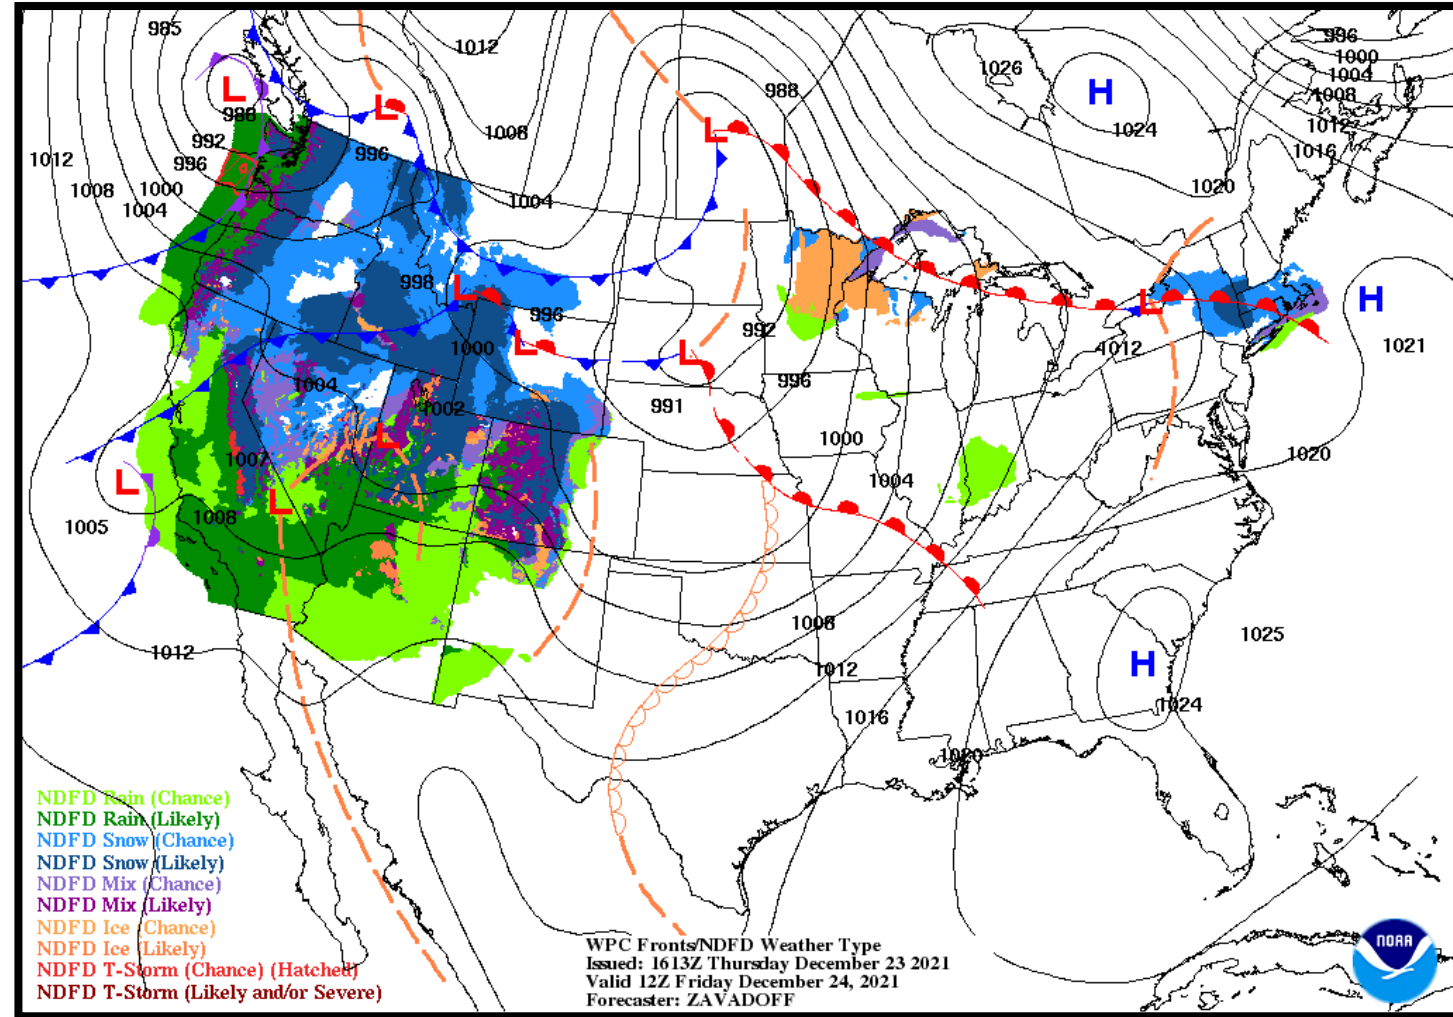 985
1012
996
1000
1004
1008
1012
1016
1026
H
1024
988
L
988
L
1008
L
992
996
996
1012
1008
1000
1004
1004
1020
998
L
996
L
1000
992
L
996
991
L
1012
H
1021
1004
1002
L
1007
1000
1004
1020
L
L
1005
1008
1008
1012
1012
1016
1020
H
1024
1025
NDFD Rain (Chance)
NDFD Rain (Likely)
NDFD Snow (Chance)
NDFD Snow (Likely)
NDFD Mix (Chance)
NDFD Mix (Likely)
NDFD Ice (Chance)
NDFD Ice (Likely)
NDFD T-Storm (Chance) (Hatched)
NDFD T-Storm (Likely and/or Severe)
WPC Fronts/NDFD Weather Type
Issued: 1613Z Thursday December 23 2021
Valid 12Z Friday December 24, 2021
Forecaster: ZAVADOFF
NOAA